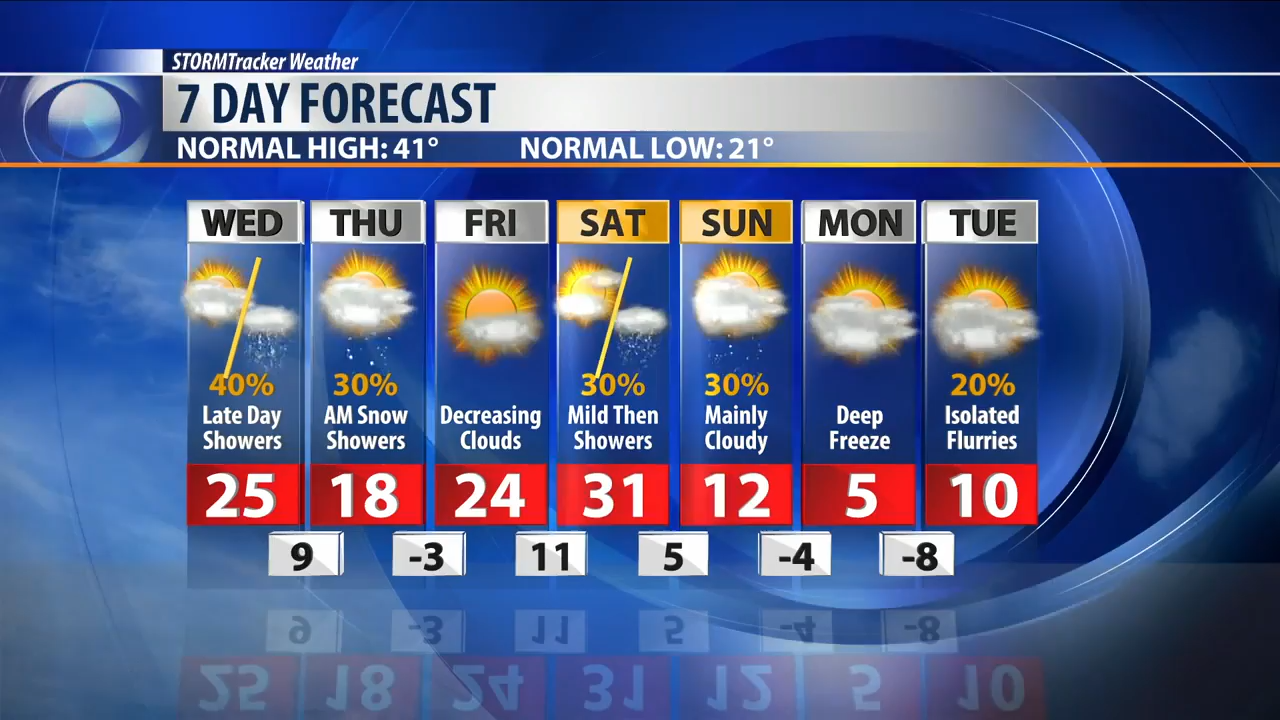 STORMTracker Weather
7 DAY FORECAST
NORMAL HIGH: 41° NORMAL LOW: 21°
WED THU FRI SAT SUN MON TUE
40% 30% 30% 30% 20%
Late Day AM Snow Decreasing Mild Then Mainly Deep Isolated
Showers Showers Clouds Showers Cloudy Freeze Flurries
25 18 24 31 12 5 10
9 -3 11 5 -4 -8